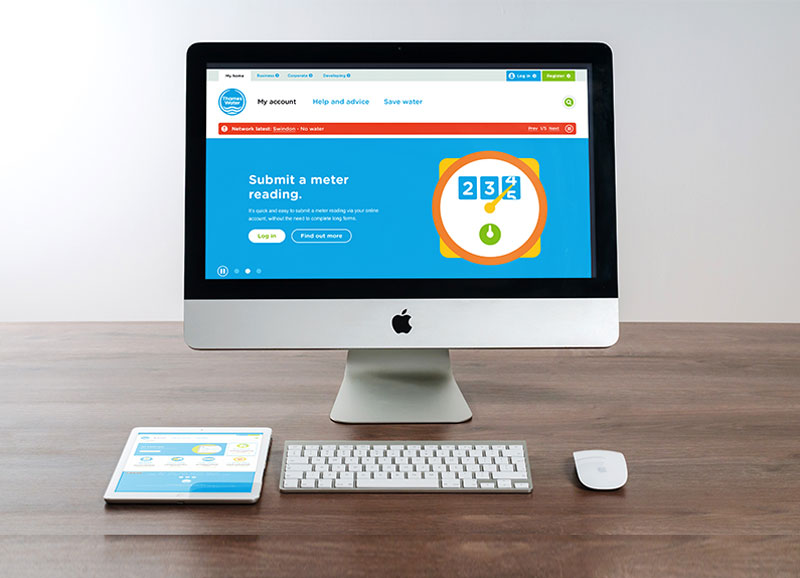 My home
Business
Corporate
Developing
Log in
Register
Thames
Water
My account
Help and advice
Save water
Network latest: Swindon - No water
Prev 1/3 Next
Submit a meter
reading.
It's quick and easy to submit a meter reading via your online
account, without the need to complete long forms.
Log in
Find out more
2 3 4
5